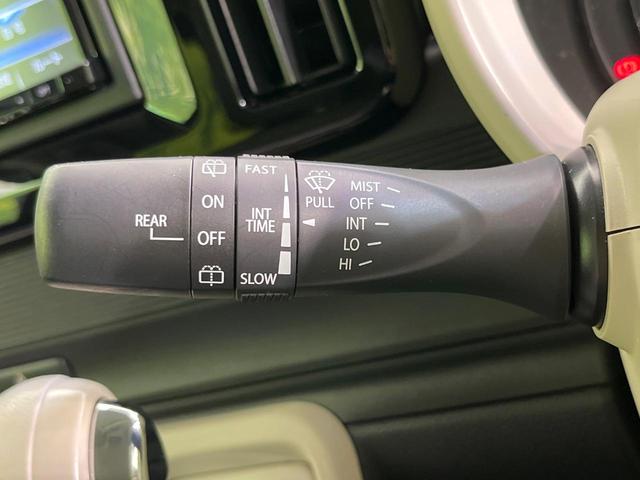 REAR
ON
OFF
FAST
INT
TIME
SLOW
PULL
MIST
OFF
INT
LO
HI